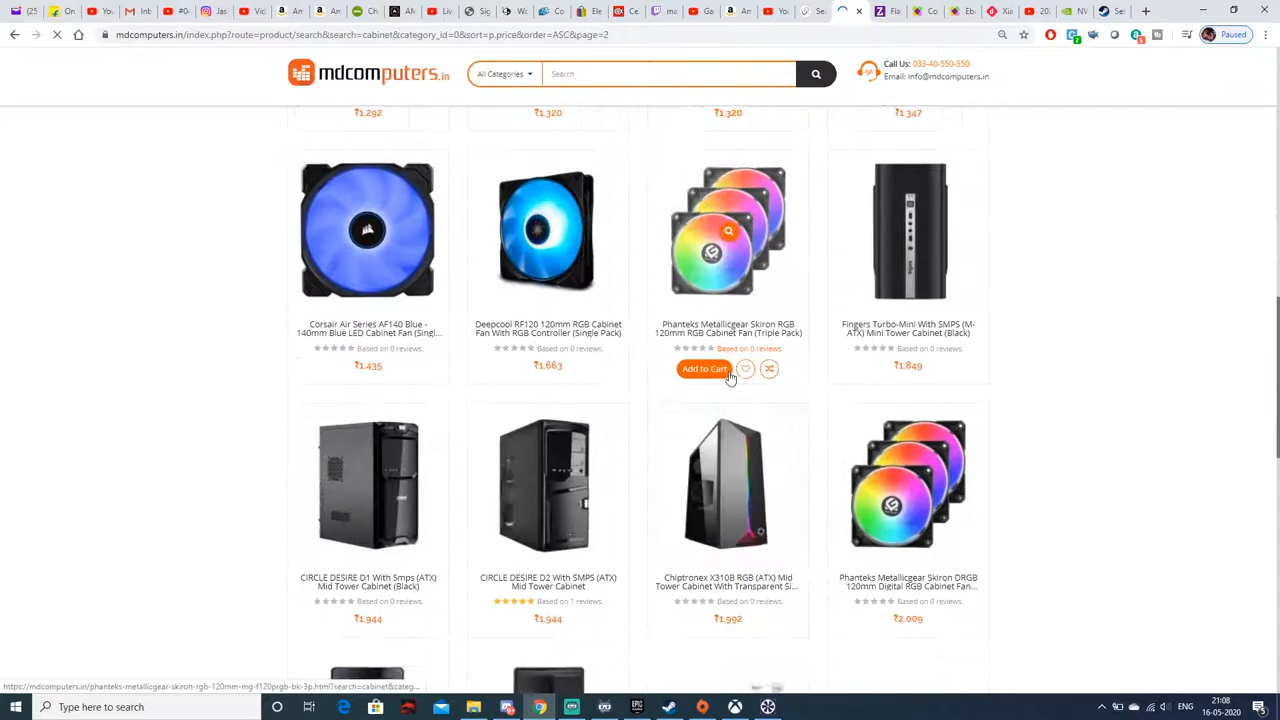 (25
mdcomputers.in/index.php?route=product/search&search=cabinet&category_id=0&sort=p.price&order=ASC&page=2
Paused
mdcomputers.in
All Categories
Search
Call Us: 033-40-550-550
Email: info@mdcomputers.in
₹1,292
₹1,320
₹1,320
₹1,347
Corsair Air Series AF140 Blue -
140mm Blue LED Cabinet Fan (Singl...
Based on 0 reviews.
₹1,435
Deepcool RF120 120mm RGB Cabinet
Fan With RGB Controller (Single Pack)
Based on 0 reviews.
₹1,663
Phanteks Metallicgear Skiron RGB
120mm RGB Cabinet Fan (Triple Pack)
Based on 0 reviews.
Add to Cart
Fingers Turbo-Mini With SMPS (M-
ATX) Mini Tower Cabinet (Black)
Based on 0 reviews.
₹1,849
CIRCLE DESIRE D1 With Smps (ATX)
Mid Tower Cabinet (Black)
Based on 0 reviews.
₹1,944
CIRCLE DESIRE D2 With SMPS (ATX)
Mid Tower Cabinet
Based on 1 reviews.
₹1,944
Chiptronex X310B RGB (ATX) Mid
Tower Cabinet With Transparent Si...
Based on 0 reviews.
₹1,992
Phanteks Metallicgear Skiron DRGB
120mm Digital RGB Cabinet Fan...
Based on 0 reviews.
₹2,009
https://mdcomputers.in/phanteks-metallicgear-skiron-rgb-120mm-mg-f120prgb-bk-3p.html?search=cabinet&categ...
Type here to search
21:08
16-05-2020